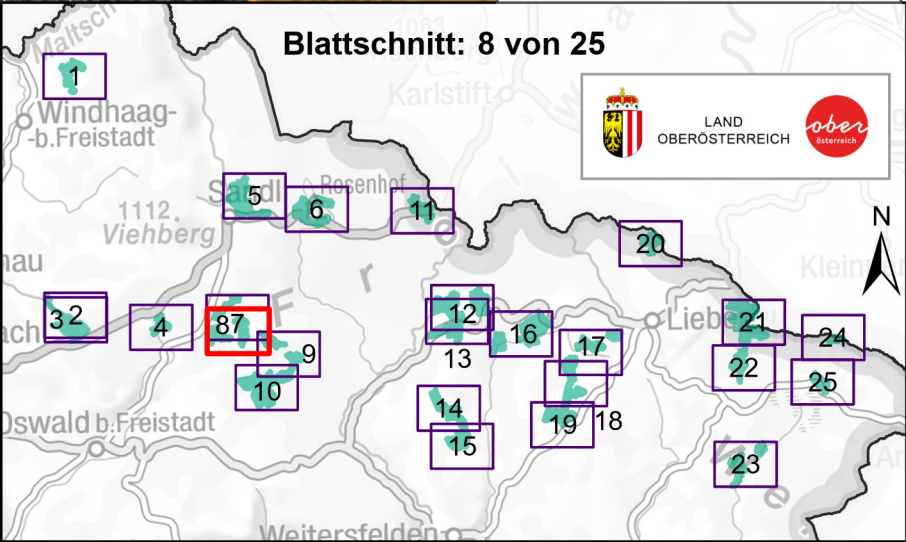 Blattschnitt: 8 von 25
Maltsch
1063
Karlstift
1
Windhaag-
-b.Freistadt
LAND
OBERÖSTERREICH
ober
österreich
Sandl
5
Rosenhof
6
11
1112
Viehberg
20
N
nau
F
r
e
i
Klein
3 2
ach
4
8 7
12
16
Liebenau
21
24
9
13
17
22
25
10
14
18
Oswald b.Freistadt
19
15
23
Weitersfelden